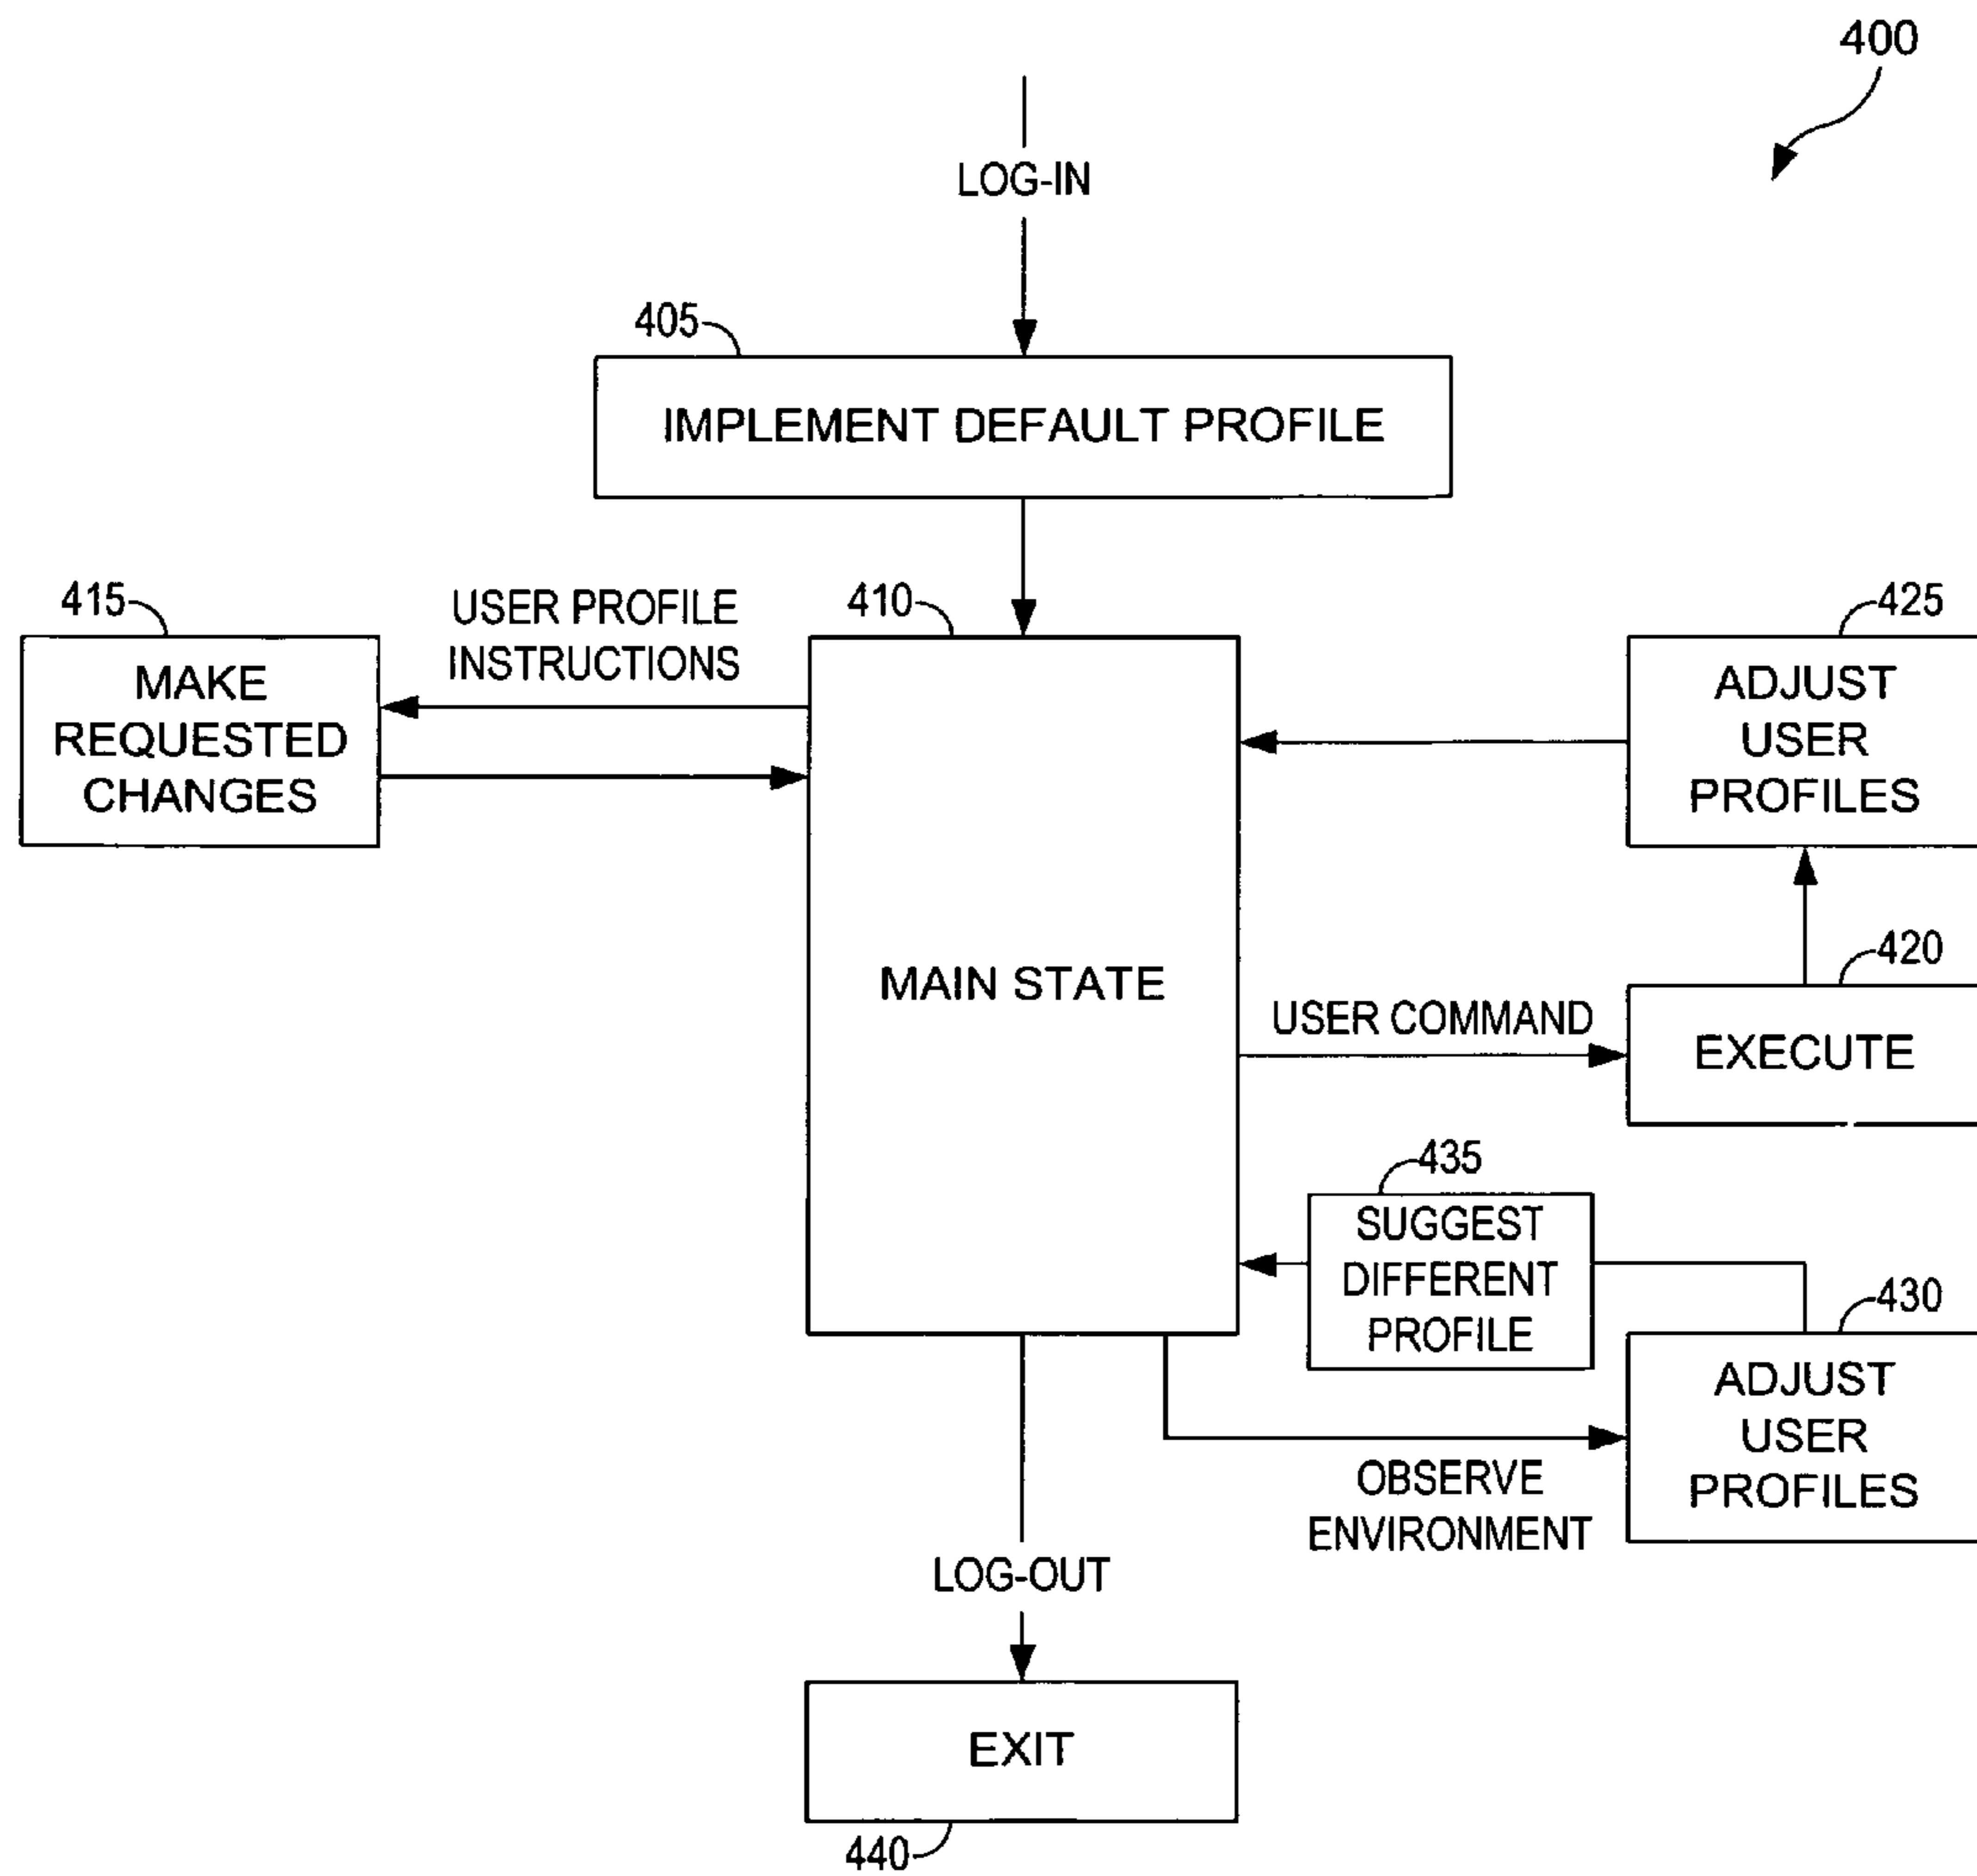 400
LOG-IN
405
IMPLEMENT DEFAULT PROFILE
415
USER PROFILE
INSTRUCTIONS
410
425
MAKE
REQUESTED
CHANGES
ADJUST
USER
PROFILES
MAIN STATE
420
USER COMMAND
EXECUTE
435
SUGGEST
DIFFERENT
PROFILE
430
ADJUST
USER
PROFILES
OBSERVE
ENVIRONMENT
LOG-OUT
EXIT
440